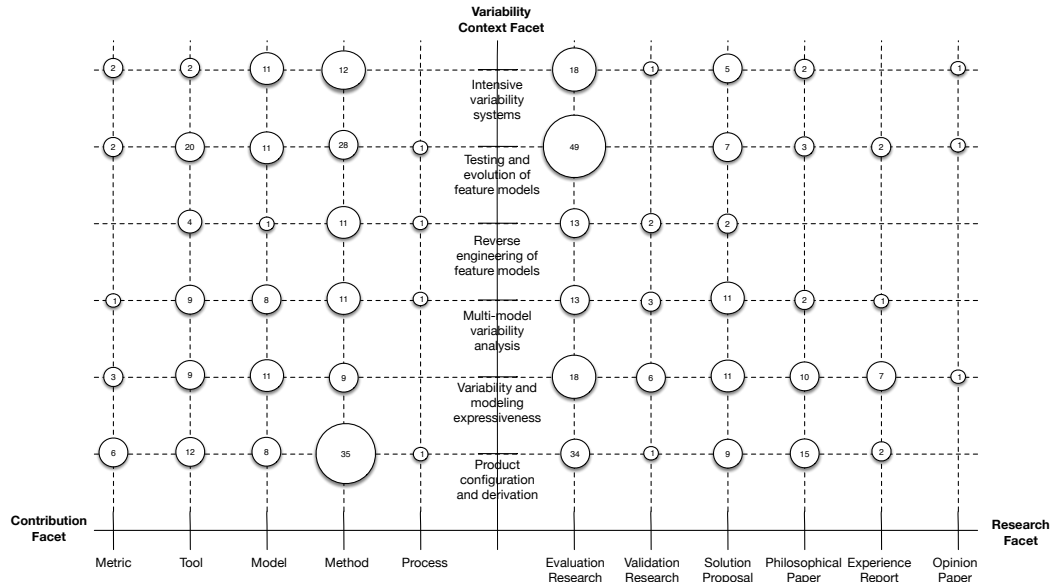 Variability
Context Facet
2 2 11 12 18 1 5 2 1
Intensive
variability
systems
2 20 11 28 1 49 7 3 2 1
Testing and
evolution of
feature models
4 1 11 1 13 2 2
Reverse
engineering of
feature models
1 9 8 11 1 13 3 11 2 1
Multi-model
variability
analysis
3 9 11 9 18 6 11 10 7 1
Variability and
modeling
expressiveness
6 12 8 35 1 34 1 9 15 2
Product
configuration
and derivation
Contribution
Facet
Research
Facet
Metric Tool Model Method Process
Evaluation Validation Solution Philosophical Experience Opinion
Research Research Proposal Paper Report Paper